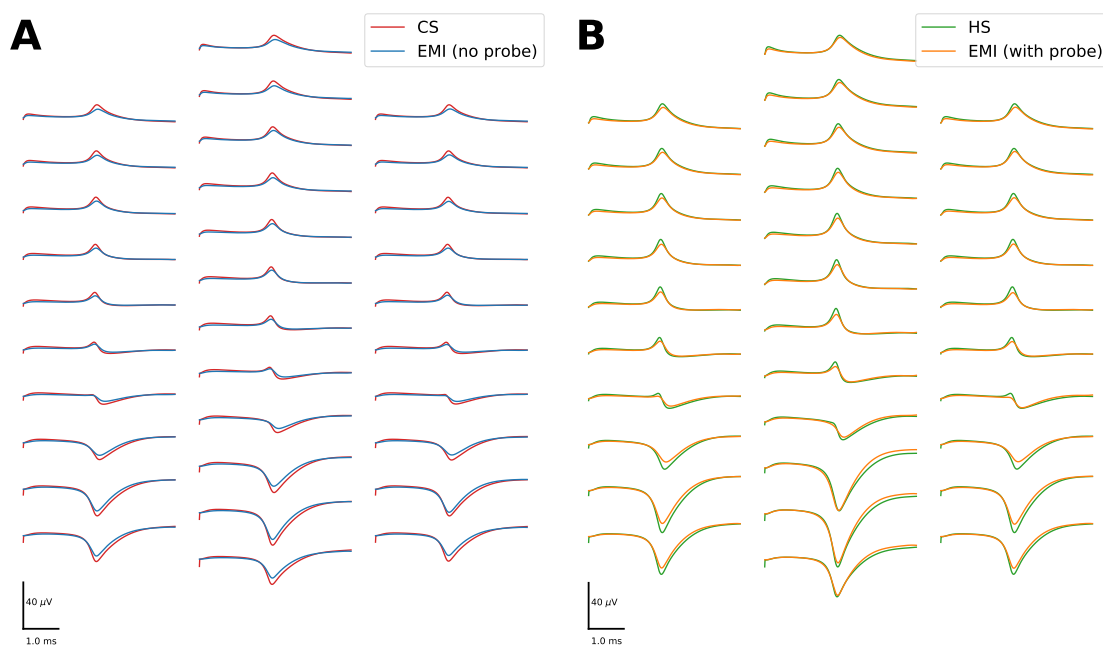 A
CS
EMI (no probe)
40 μV
1.0 ms
B
HS
EMI (with probe)
40 μV
1.0 ms